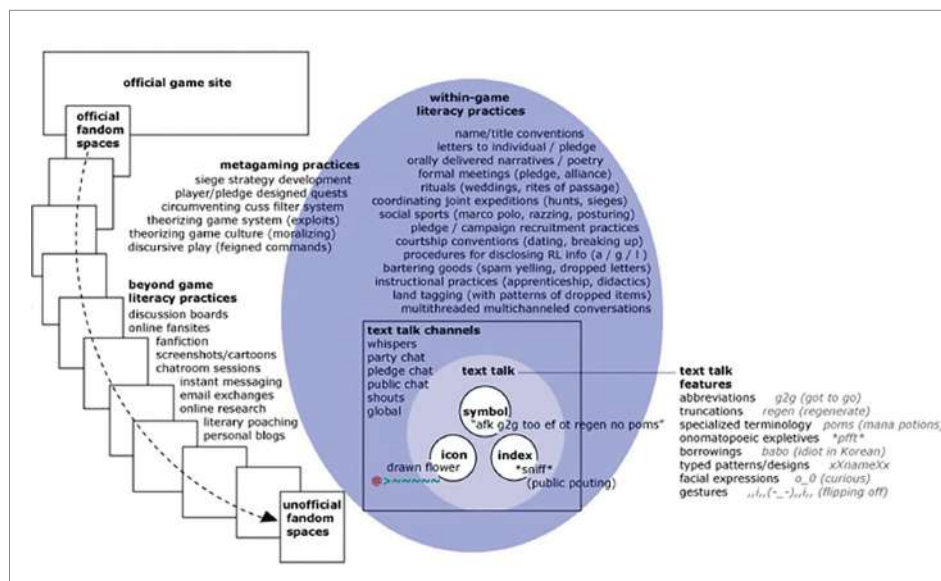 official game site
official
fandom
spaces
metagaming practices
siege strategy development
player/pledge designed quests
circumventing cuss filter system
theorizing game system (exploits)
theorizing game culture (moralizing)
discursive play (feigned commands)
beyond game
literacy practices
discussion boards
online fansites
fanfiction
screenshots/cartoons
chatroom sessions
instant messaging
email exchanges
online research
literary poaching
personal blogs
unofficial
fandom
spaces
within-game
literacy practices
name/title conventions
letters to individual / pledge
orally delivered narratives / poetry
formal meetings (pledge, alliance)
rituals (weddings, rites of passage)
coordinating joint expeditions (hunts, sieges)
social sports (marco polo, razzing, posturing)
pledge / campaign recruitment practices
courtship conventions (dating, breaking up)
procedures for disclosing RL info (a / g / l )
bartering goods (spam yelling, dropped letters)
instructional practices (apprenticeship, didactics)
land tagging (with patterns of dropped items)
multithreaded multichanneled conversations
text talk channels
whispers
party chat
pledge chat
public chat
shouts
global
text talk
symbol
"afk g2g too ef ot regen no poms"
icon
drawn flower
@>~~~~~
index
*sniff*
(public pouting)
text talk
features
abbreviations g2g (got to go)
truncations regen (regenerate)
specialized terminology poms (mana potions)
onomatopoeic expletives *pfft*
borrowings babo (idiot in Korean)
typed patterns/designs xXnameXx
facial expressions o_0 (curious)
gestures ,,i,,(-_-),,i,, (flipping off)